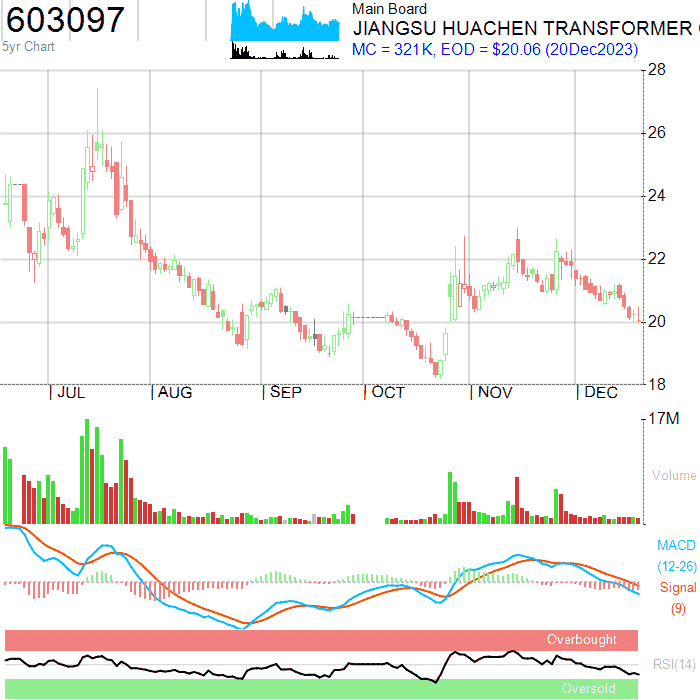 603097
5yr Chart
Main Board
JIANGSU HUACHEN TRANSFORMER
MC = 321K, EOD = $20.06 (20Dec2023)
28
26
24
22
20
18
JUL
AUG
SEP
OCT
NOV
DEC
17M
Volume
MACD
(12-26)
Signal
(9)
Overbought
RSI(14)
Oversold